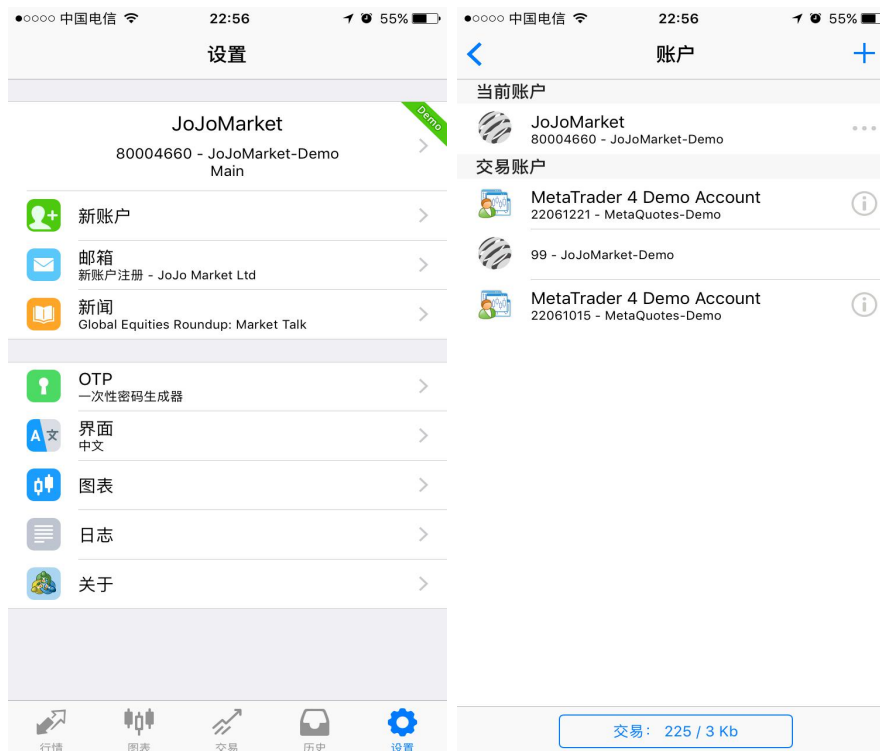 中国电信 22:56 55%
设置
Demo
JoJoMarket
80004660 - JoJoMarket-Demo
Main
新账户
邮箱
新账户注册 - JoJo Market Ltd
新闻
Global Equities Roundup: Market Talk
OTP
一次性密码生成器
A 文
界面
中文
图表
日志
关于
行情 图表 交易 历史 设置
中国电信 22:56 55%
账户
当前账户
JoJoMarket
80004660 - JoJoMarket-Demo
交易账户
MetaTrader 4 Demo Account
22061221 - MetaQuotes-Demo
99 - JoJoMarket-Demo
MetaTrader 4 Demo Account
22061015 - MetaQuotes-Demo
交易: 225 / 3 Kb